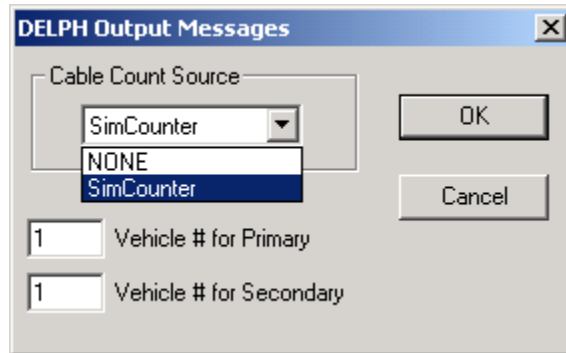 DELPH Output Messages
Cable Count Source
SimCounter
NONE
SimCounter
OK
Cancel
1 Vehicle # for Primary
1 Vehicle # for Secondary